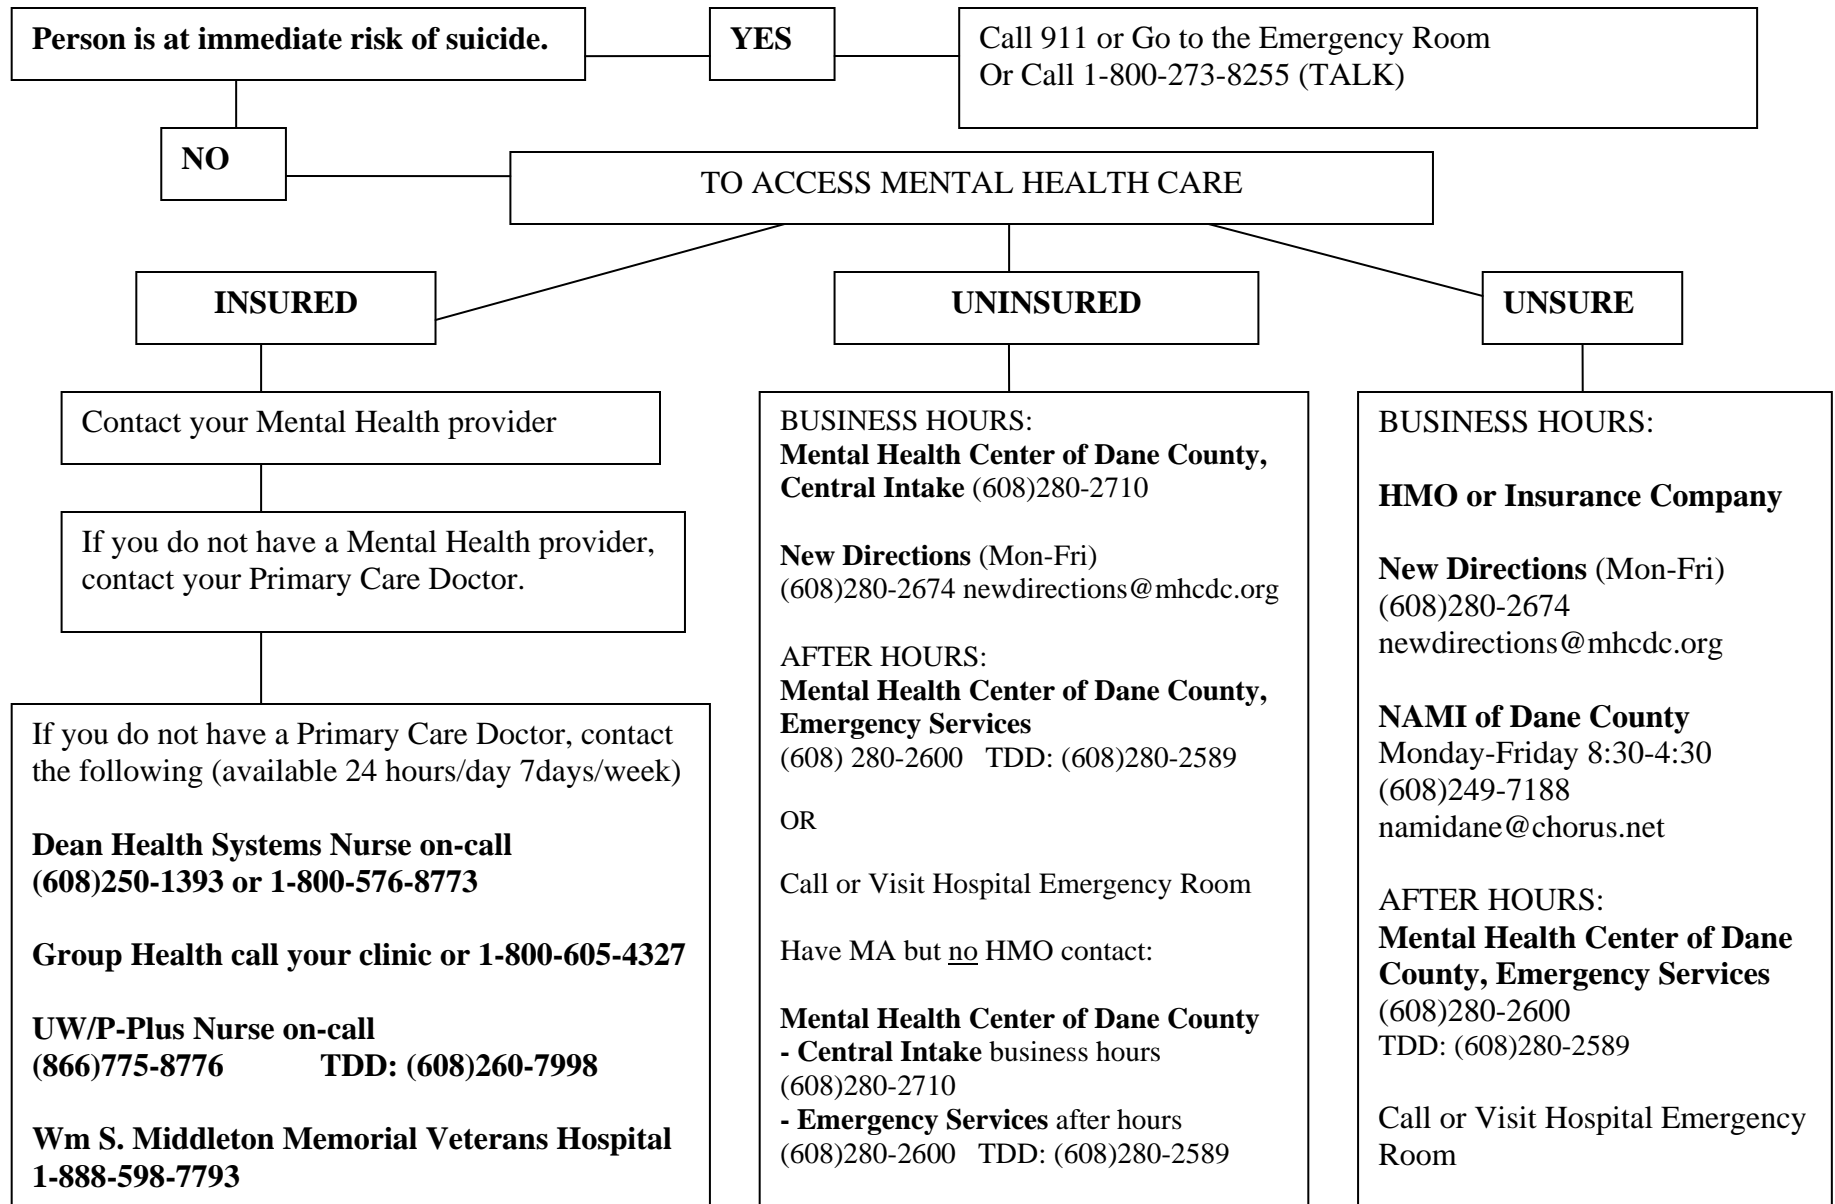 Person is at immediate risk of suicide.
YES
Call 911 or Go to the Emergency Room
Or Call 1-800-273-8255 (TALK)
NO
TO ACCESS MENTAL HEALTH CARE
INSURED
UNINSURED
UNSURE
Contact your Mental Health provider
If you do not have a Mental Health provider,
contact your Primary Care Doctor.
If you do not have a Primary Care Doctor, contact
the following (available 24 hours/day 7days/week)
Dean Health Systems Nurse on-call
(608)250-1393 or 1-800-576-8773
Group Health call your clinic or 1-800-605-4327
UW/P-Plus Nurse on-call
(866)775-8776 TDD: (608)260-7998
Wm S. Middleton Memorial Veterans Hospital
1-888-598-7793
BUSINESS HOURS:
Mental Health Center of Dane County,
Central Intake (608)280-2710
New Directions (Mon-Fri)
(608)280-2674 newdirections@mhcdc.org
AFTER HOURS:
Mental Health Center of Dane County,
Emergency Services
(608) 280-2600 TDD: (608)280-2589
OR
Call or Visit Hospital Emergency Room
Have MA but no HMO contact:
Mental Health Center of Dane County
- Central Intake business hours
(608)280-2710
- Emergency Services after hours
(608)280-2600 TDD: (608)280-2589
BUSINESS HOURS:
HMO or Insurance Company
New Directions (Mon-Fri)
(608)280-2674
newdirections@mhcdc.org
NAMI of Dane County
Monday-Friday 8:30-4:30
(608)249-7188
namidane@chorus.net
AFTER HOURS:
Mental Health Center of Dane
County, Emergency Services
(608)280-2600
TDD: (608)280-2589
Call or Visit Hospital Emergency
Room